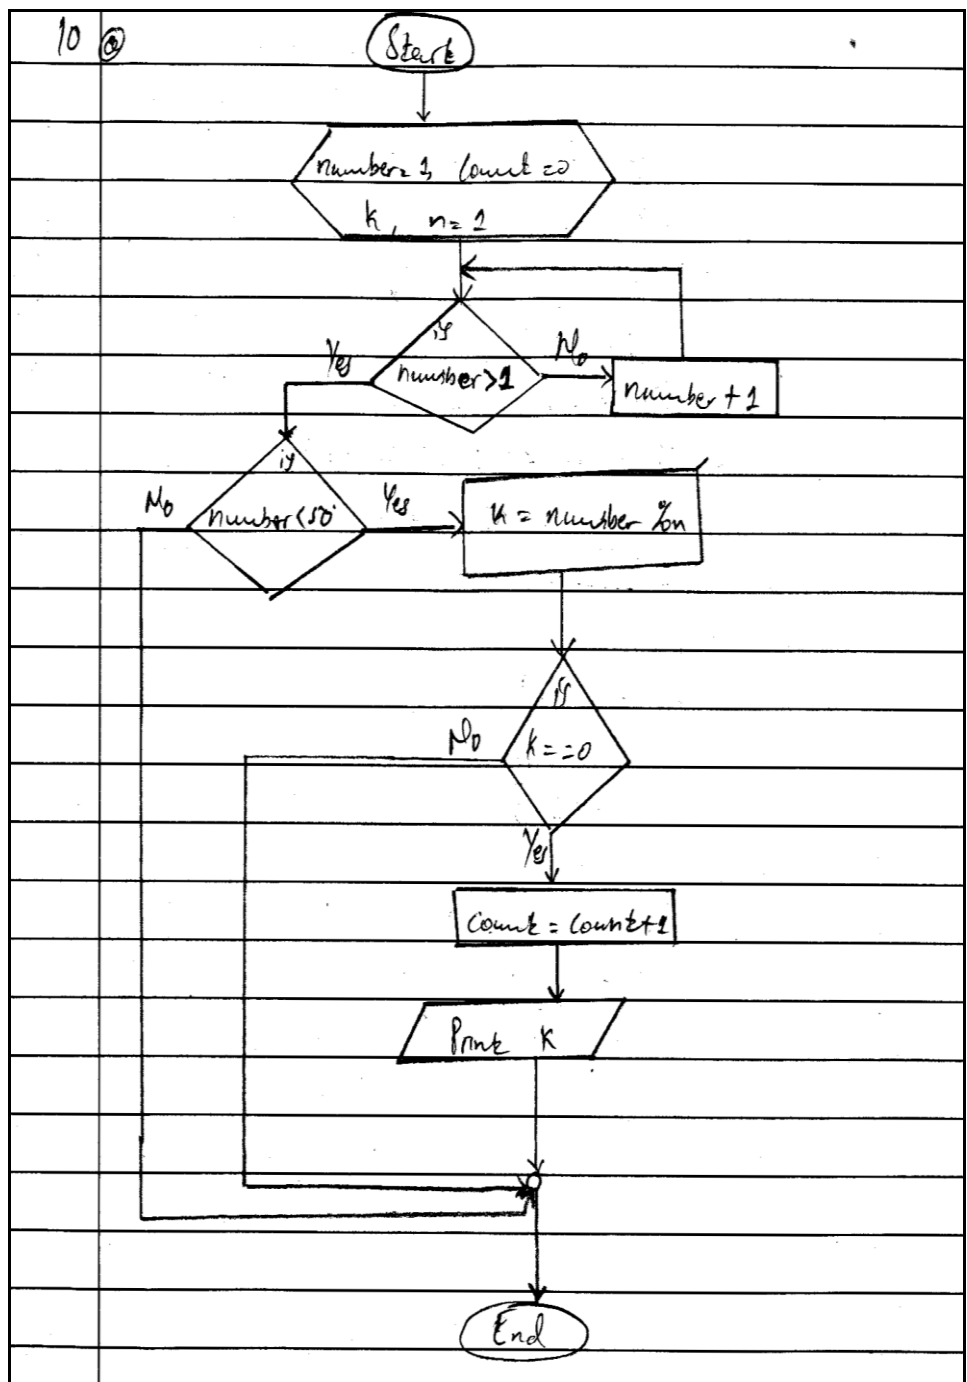 10 a
Start
number = 1, Count = 0
k, n = 1
if
number > 1
Yes
No
number + 1
if
number < 50
No
Yes
k = number % n
if
k = = 0
No
Yes
Count = Count + 1
Print K
End